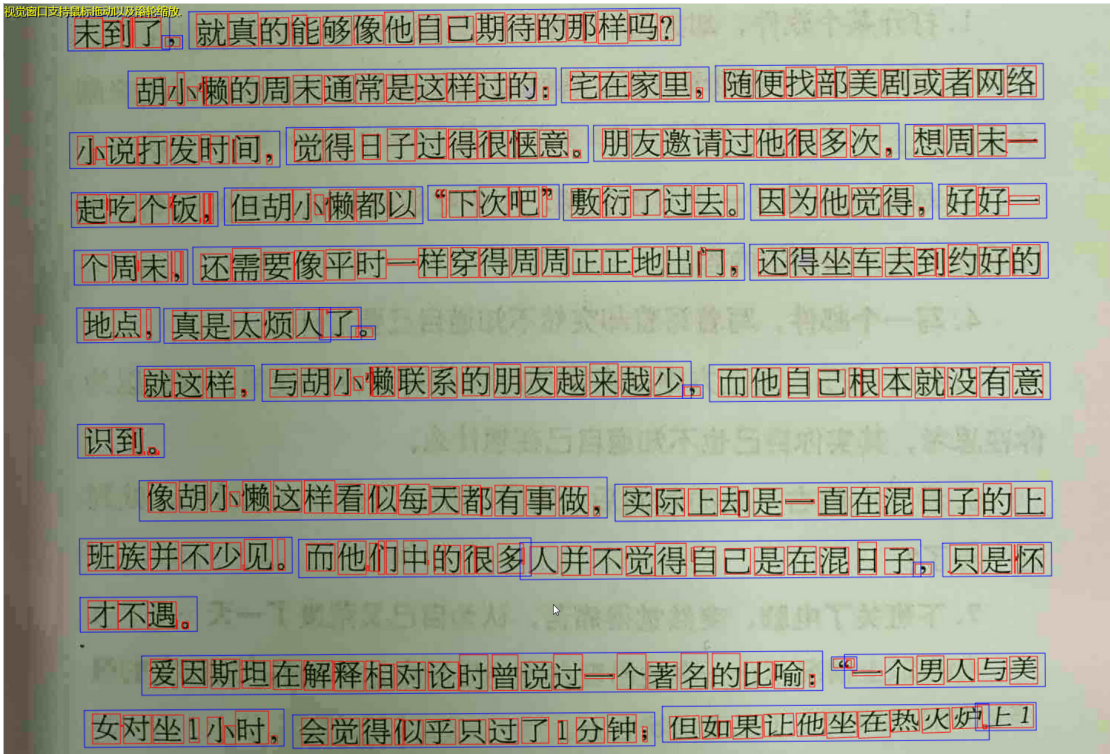 视觉窗口支持鼠标拖动以及滚轮缩放.
末到了，就真的能够像他自己期待的那样吗？
胡小懒的周末通常是这样过的：宅在家里，随便找部美剧或者网络
小说打发时间，觉得日子过得很惬意。朋友邀请过他很多次，想周末一
起吃个饭，但胡小懒都以“下次吧”敷衍了过去。因为他觉得，好好一
个周末，还需要像平时一样穿得周周正正地出门，还得坐车去到约好的
地点，真是太烦人了。
就这样，与胡小懒联系的朋友越来越少，而他自己根本就没有意
识到。
像胡小懒这样看似每天都有事做，实际上却是一直在混日子的上
班族并不少见。而他们中的很多人并不觉得自己是在混日子，只是怀
才不遇。
爱因斯坦在解释相对论时曾说过一个著名的比喻：“一个男人与美
女对坐1小时，会觉得似乎只过了1分钟；但如果让他坐在热火炉上1